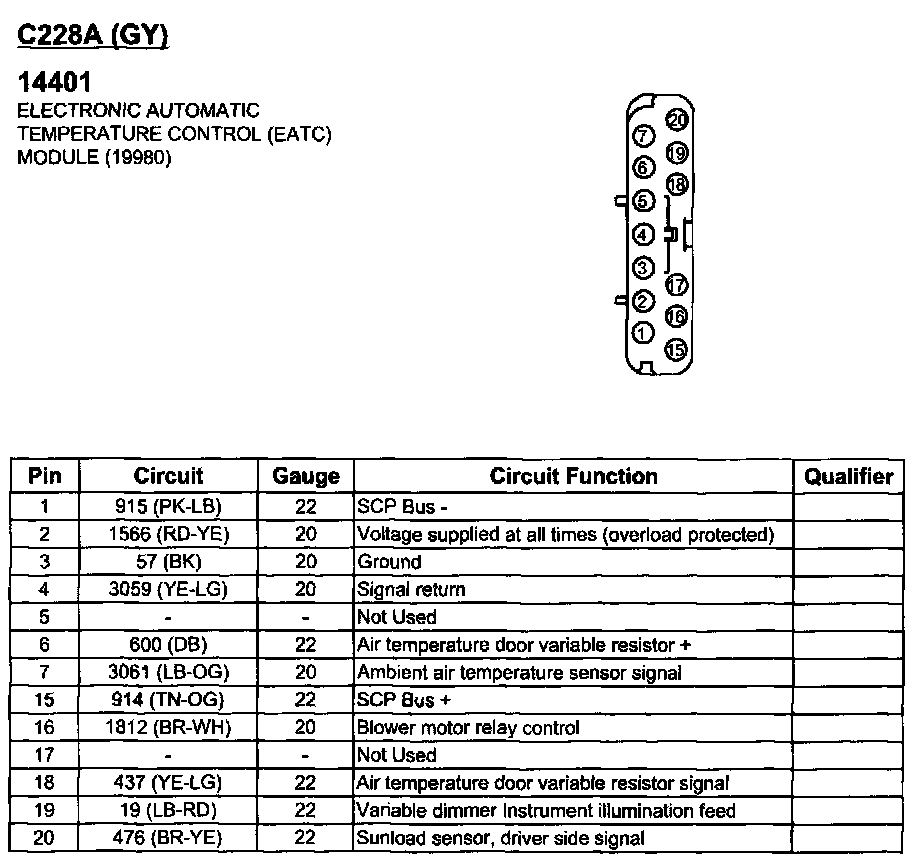 C228A (GY)
14401
ELECTRONIC AUTOMATIC
TEMPERATURE CONTROL (EATC)
MODULE (19980)
20
7
19
6
18
5
4
3
17
2
16
1
15
Pin Circuit Gauge Circuit Function Qualifier
1 915 (PK-LB) 22 SCP Bus -
2 1566 (RD-YE) 20 Voltage supplied at all times (overload protected)
3 57 (BK) 20 Ground
4 3059 (YE-LG) 20 Signal return
5 - - Not Used
6 600 (DB) 22 Air temperature door variable resistor +
7 3061 (LB-OG) 20 Ambient air temperature sensor signal
15 914 (TN-OG) 22 SCP Bus +
16 1812 (BR-WH) 20 Blower motor relay control
17 - - Not Used
18 437 (YE-LG) 22 Air temperature door variable resistor signal
19 19 (LB-RD) 22 Variable dimmer Instrument illumination feed
20 476 (BR-YE) 22 Sunload sensor, driver side signal